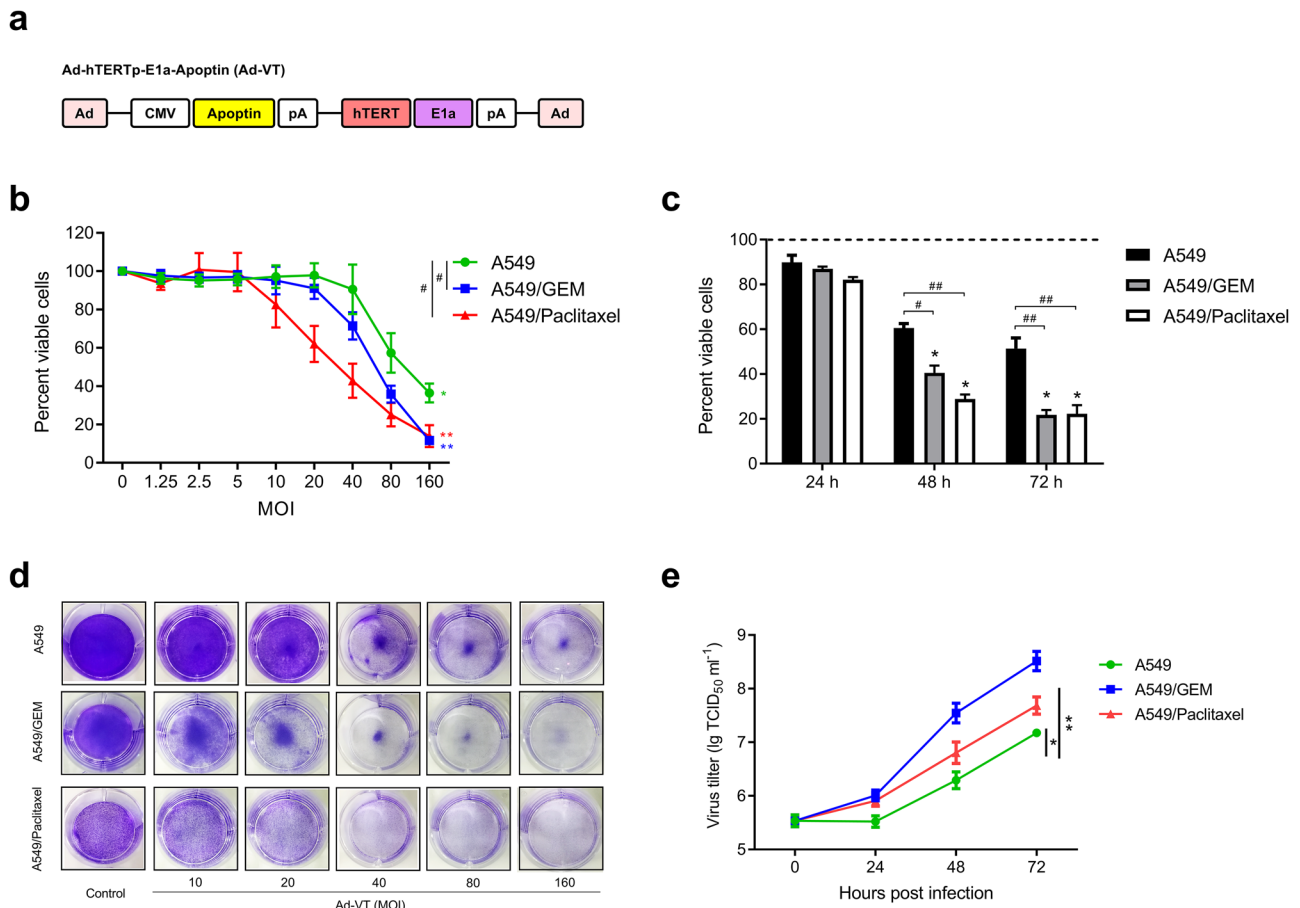 a
Ad-hTERTp-E1a-Apoptin (Ad-VT)
Ad CMV Apoptin pA hTERT E1a pA Ad
b
120
100
80
60
40
20
0
Percent viable cells
0 1.25 2.5 5 10 20 40 80 160
MOI
# #
A549
A549/GEM
A549/Paclitaxel
*
**
**
c
100
80
60
40
20
0
Percent viable cells
##
#
* *
##
##
* *
24 h 48 h 72 h
A549
A549/GEM
A549/Paclitaxel
d
A549
A549/GEM
A549/Paclitaxel
Control
10 20 40 80 160
Ad-VT (MOI)
e
9
8
7
6
5
Virus tilter (lg TCID50 ml-1)
0 24 48 72
Hours post infection
* **
A549
A549/GEM
A549/Paclitaxel